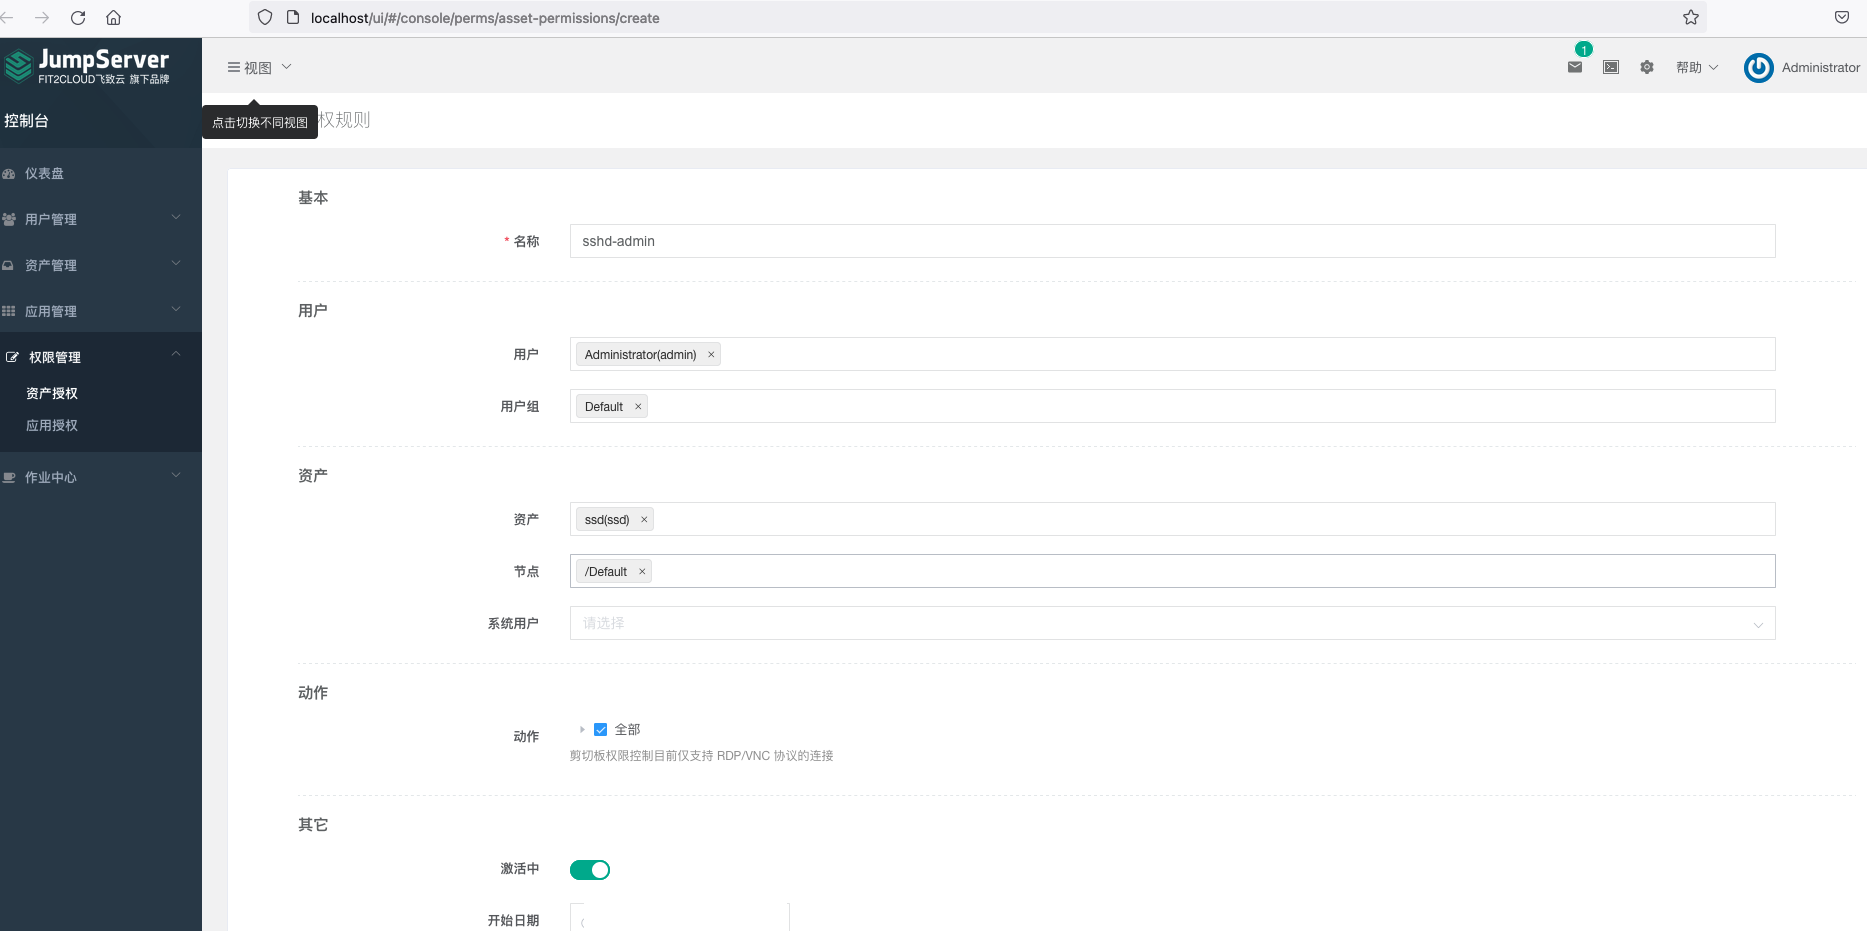 localhost/ui/#/console/perms/asset-permissions/create
JumpServer
FIT2CLOUD飞致云 旗下品牌
视图
1
帮助
Administrator
控制台
点击切换不同视图
权规则
仪表盘
用户管理
资产管理
应用管理
权限管理
资产授权
应用授权
作业中心
基本
* 名称
sshd-admin
用户
用户
Administrator(admin) ×
用户组
Default ×
资产
资产
ssd(ssd) ×
节点
/Default ×
系统用户
请选择
动作
动作
全部
剪切板权限控制目前仅支持 RDP/VNC 协议的连接
其它
激活中
开始日期